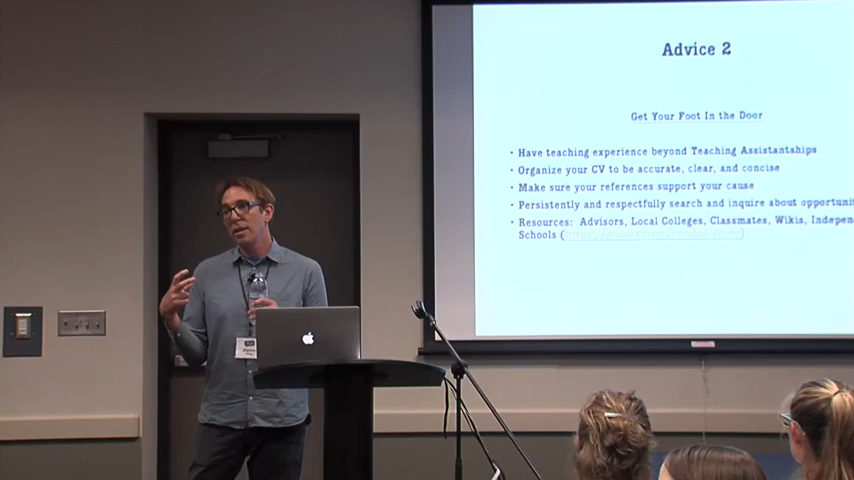 Advice 2
Get Your Foot In the Door
• Have teaching experience beyond Teaching Assistantships
• Organize your CV to be accurate, clear, and concise
• Make sure your references support your cause
• Persistently and respectfully search and inquire about opportunit
• Resources: Advisors, Local Colleges, Classmates, Wikis, Indepen
Schools (